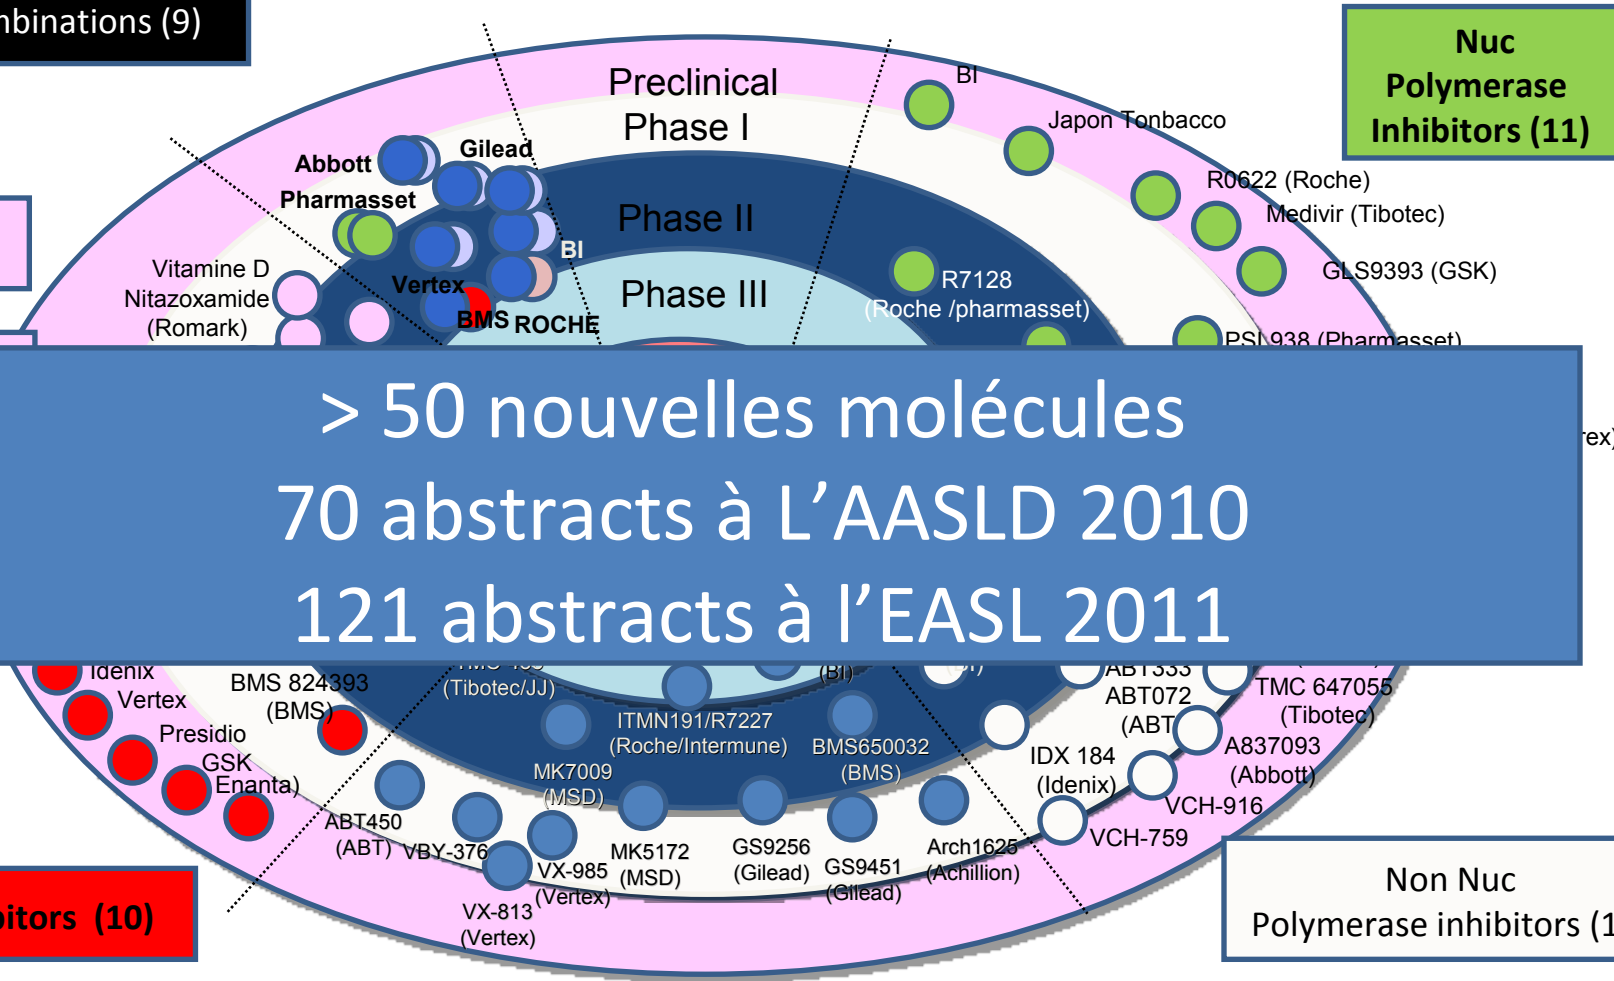 mbinations (9)
Nuc
Polymerase
Inhibitors (11)
Preclinical
Phase I
Phase II
Phase III
BI
Japon Tonbacco
R0622 (Roche)
Medivir (Tibotec)
GLS9393 (GSK)
R7128
(Roche /pharmasset)
PSI 938 (Pharmasset)
Abbott
Gilead
Pharmasset
BI
Vertex
BMS
ROCHE
Vitamine D
Nitazoxamide
(Romark)
> 50 nouvelles molécules
70 abstracts à L’AASLD 2010
121 abstracts à l’EASL 2011
rex)
Idenix
Vertex
Presidio
GSK
Enanta)
BMS 824393
(BMS)
(Tibotec/JJ)
ITMN191/R7227
(Roche/Intermune)
(BI)
BMS650032
(BMS)
MK7009
(MSD)
ABT450
(ABT)
VBY-376
VX-985
(Vertex)
VX-813
(Vertex)
MK5172
(MSD)
GS9256
(Gilead)
GS9451
(Gilead)
Arch1625
(Achillion)
(BI)
ABT333
ABT072
(ABT
IDX 184
(Idenix)
TMC 647055
(Tibotec)
A837093
(Abbott)
VCH-916
VCH-759
bitors (10)
Non Nuc
Polymerase inhibitors (1